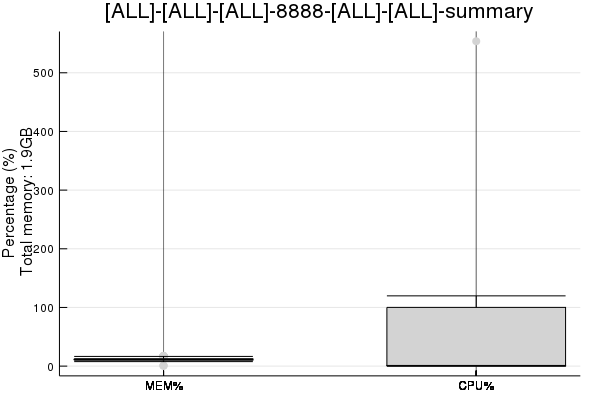 [ALL]-[ALL]-[ALL]-8888-[ALL]-[ALL]-summary
Percentage (%)
Total memory: 1.9GB
500
400
300
200
100
0
MEM%
CPU%